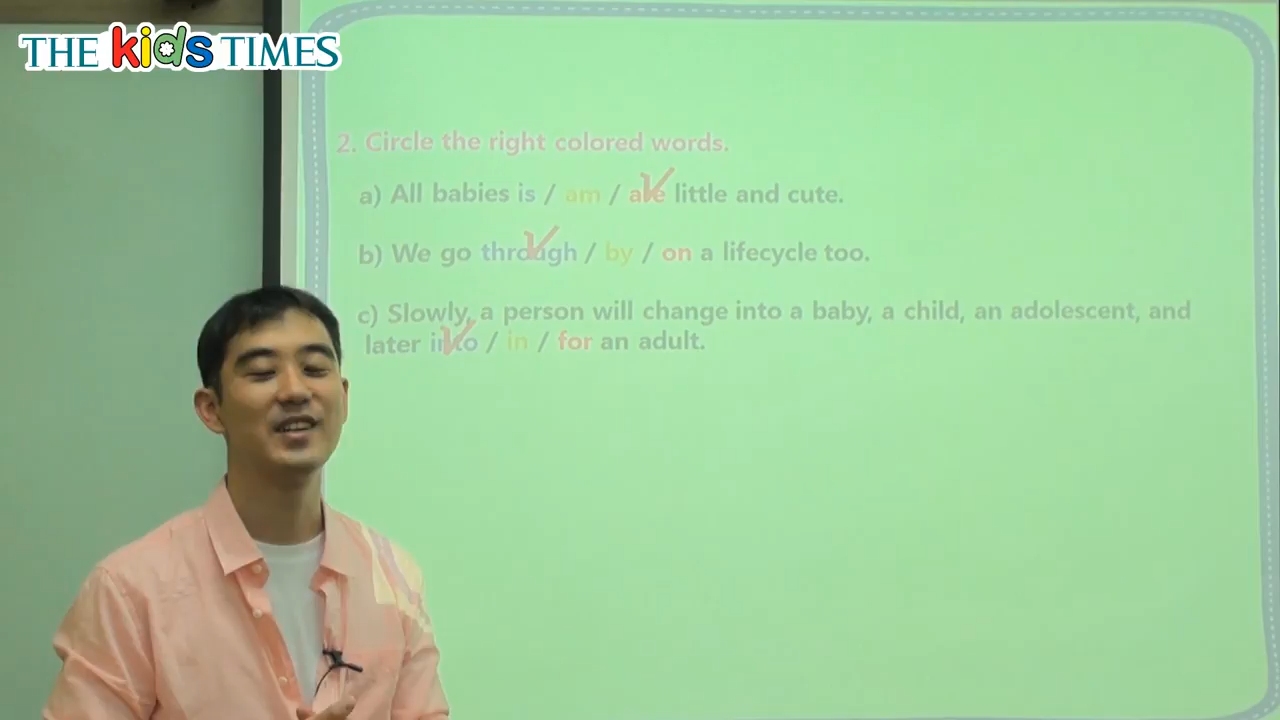 THE kids TIMES
2. Circle the right colored words.
a) All babies is / am / are little and cute.
b) We go through / by / on a lifecycle too.
c) Slowly, a person will change into a baby, a child, an adolescent, and
later into / in / for an adult.